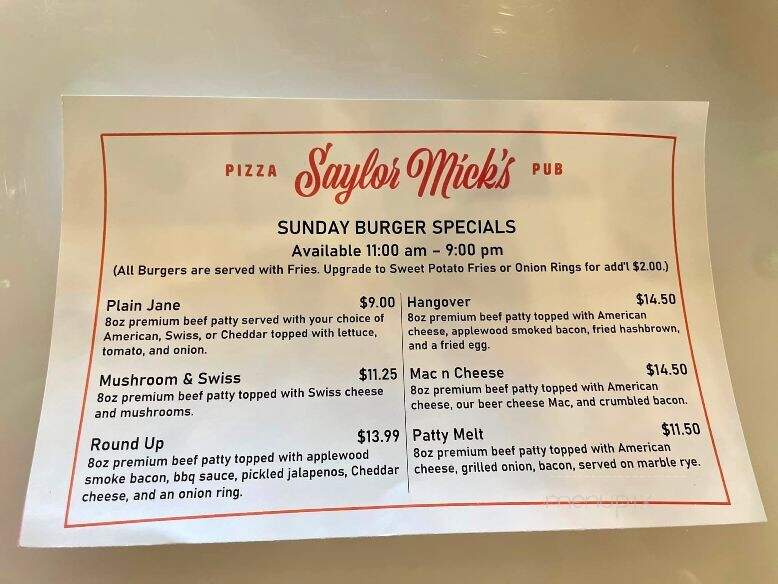 PIZZA Saylor Mick's PUB
SUNDAY BURGER SPECIALS
Available 11:00 am – 9:00 pm
(All Burgers are served with Fries. Upgrade to Sweet Potato Fries or Onion Rings for add'l $2.00.)
Plain Jane $9.00
8oz premium beef patty served with your choice of
American, Swiss, or Cheddar topped with lettuce,
tomato, and onion.
Mushroom & Swiss $11.25
8oz premium beef patty topped with Swiss cheese
and mushrooms.
Round Up $13.99
8oz premium beef patty topped with applewood
smoke bacon, bbq sauce, pickled jalapenos, Cheddar
cheese, and an onion ring.
Hangover $14.50
8oz premium beef patty topped with American
cheese, applewood smoked bacon, fried hashbrown,
and a fried egg.
Mac n Cheese $14.50
8oz premium beef patty topped with American
cheese, our beer cheese Mac, and crumbled bacon.
Patty Melt $11.50
8oz premium beef patty topped with American
cheese, grilled onion, bacon, served on marble rye.